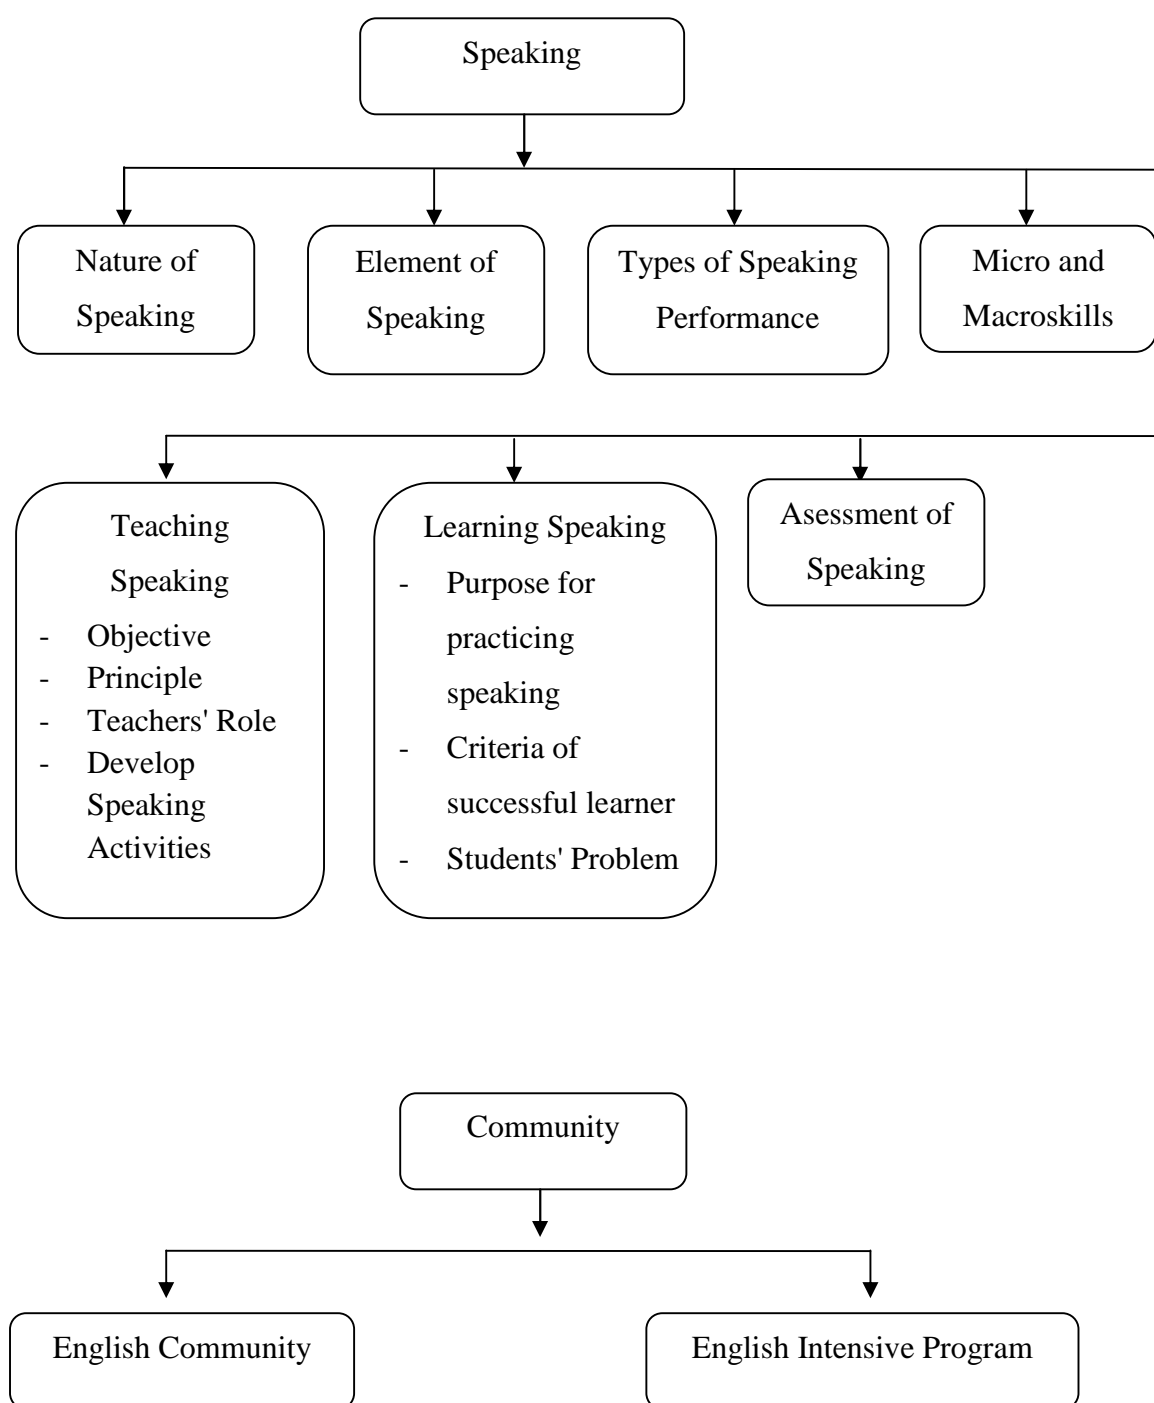 Speaking
Nature of
Speaking
Element of
Speaking
Types of Speaking
Performance
Micro and
Macroskills
Teaching
Speaking
- Objective
- Principle
- Teachers' Role
- Develop
Speaking
Activities
Learning Speaking
- Purpose for
practicing
speaking
- Criteria of
successful learner
- Students' Problem
Asessment of
Speaking
Community
English Community
English Intensive Program